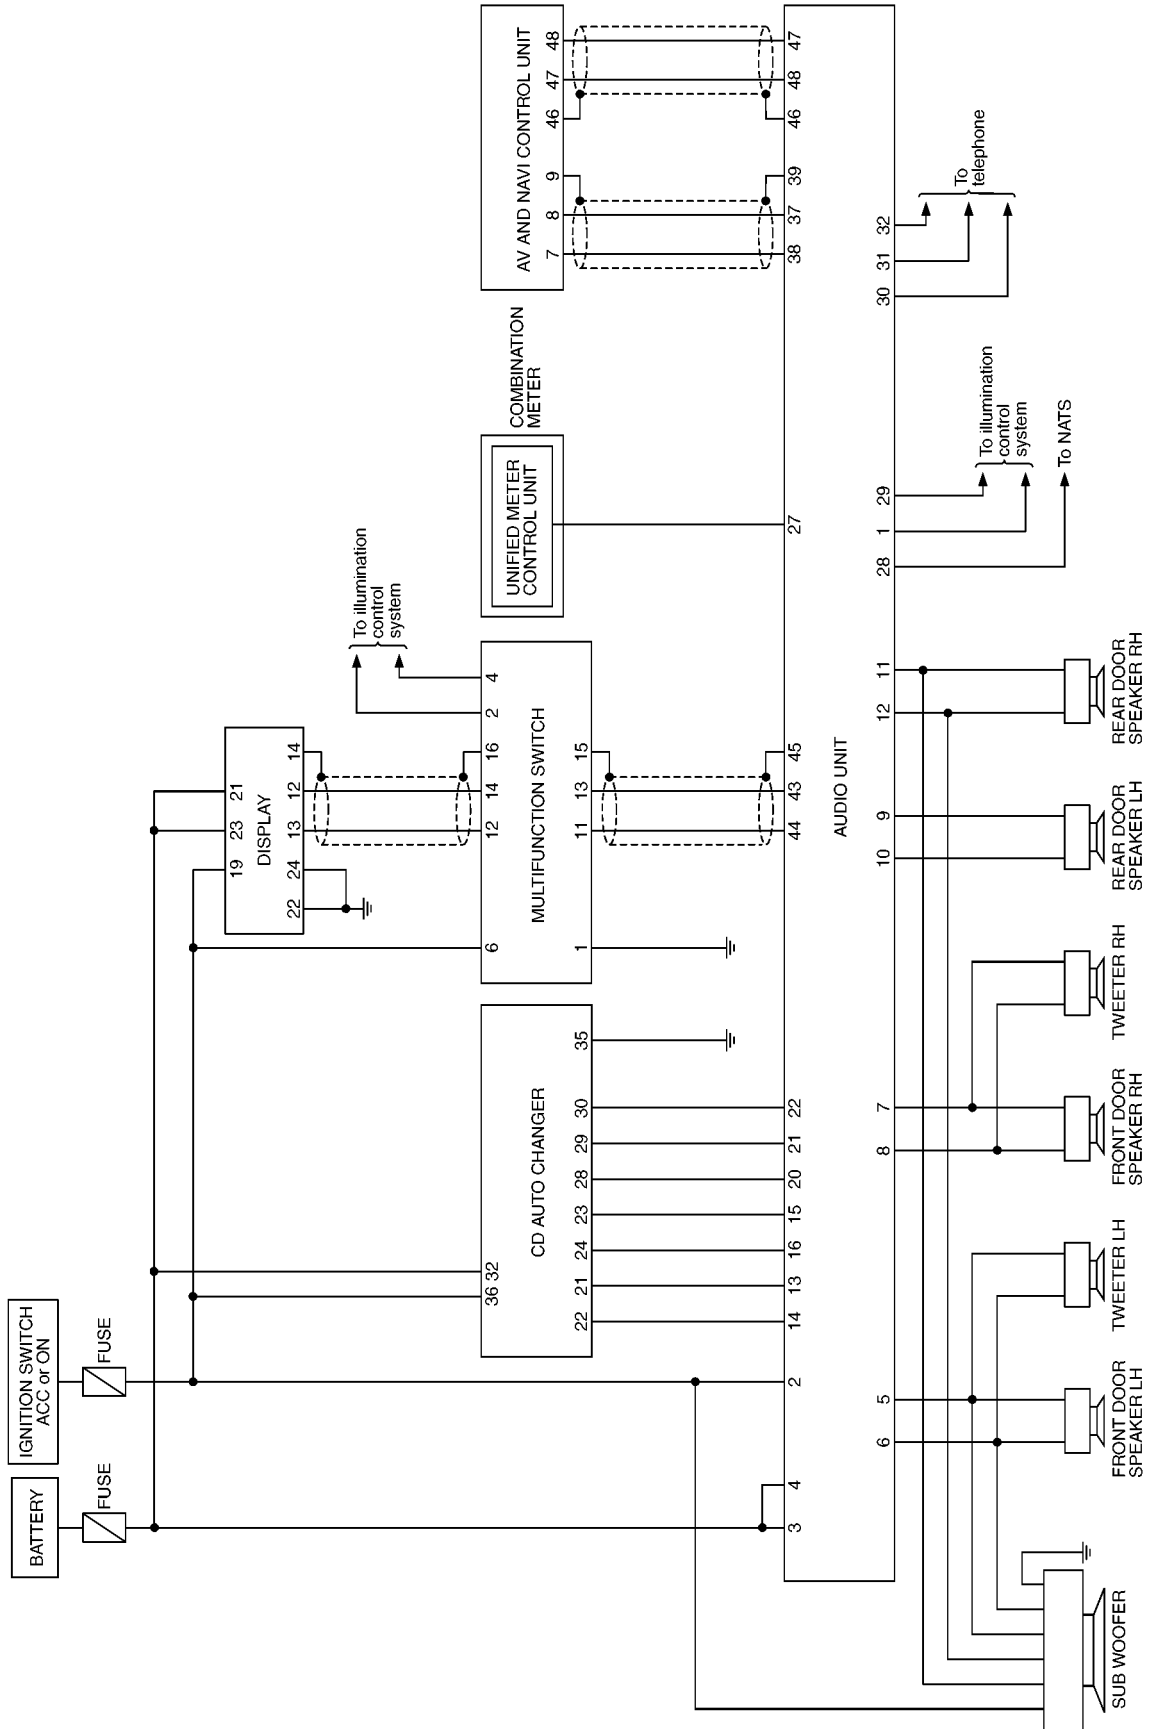 BATTERY
FUSE
IGNITION SWITCH
ACC or ON
FUSE
19
23
21
DISPLAY
22
24
13
12
14
To illumination
control
system
36
32
CD AUTO CHANGER
22
21
24
23
28
29
30
35
6
12
14
16
2
4
MULTIFUNCTION SWITCH
1
11
13
15
UNIFIED METER
CONTROL UNIT
COMBINATION
METER
AV AND NAVI CONTROL UNIT
7
8
9
46
47
48
3
4
2
14
13
16
15
20
21
22
44
43
45
27
38
37
39
46
48
47
AUDIO UNIT
6
5
8
7
10
9
12
11
28
1
29
30
31
32
To illumination
control
system
To NATS
To
telephone
SUB WOOFER
FRONT DOOR
SPEAKER LH
TWEETER LH
FRONT DOOR
SPEAKER RH
TWEETER RH
REAR DOOR
SPEAKER LH
REAR DOOR
SPEAKER RH